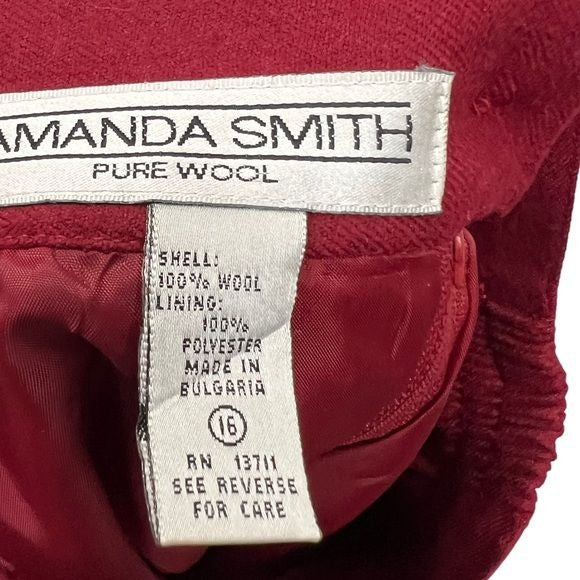 AMANDA SMITH
PURE WOOL
SHELL:
100% WOOL
LINING:
100%
POLYESTER
MADE IN
BULGARIA
16
RN 13711
SEE REVERSE
FOR CARE